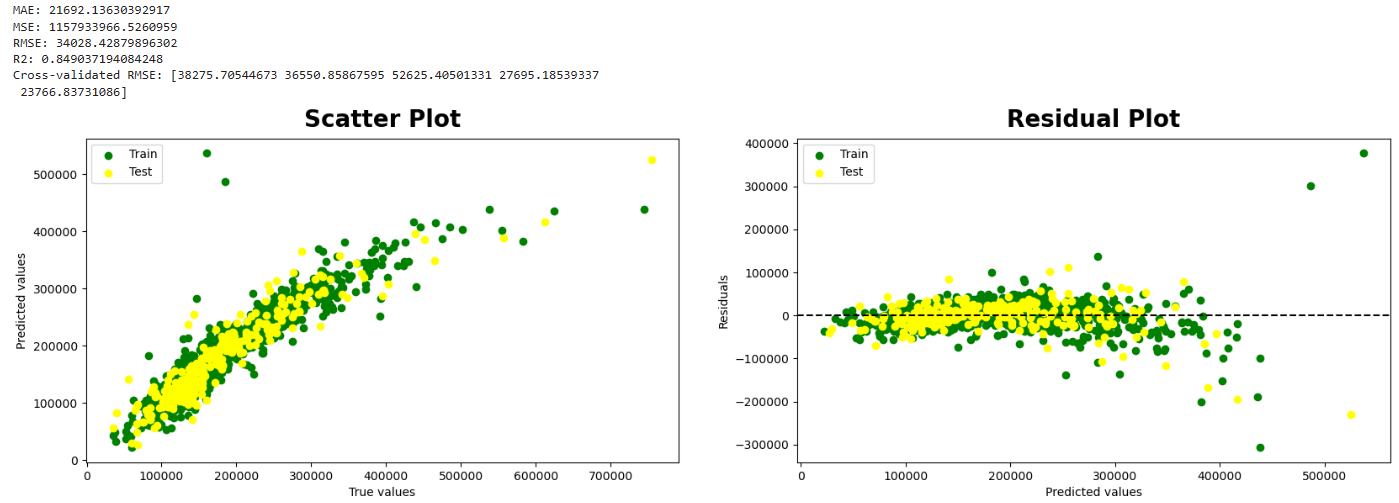 MAE: 21692.13630392917
MSE: 1157933966.5260959
RMSE: 34028.42879896302
R2: 0.849037194084248
Cross-validated RMSE: [38275.70544673 36550.85867595 52625.40501331 27695.18539337
23766.83731086]
Scatter Plot
Train
Test
500000
400000
300000
200000
100000
0
Predicted values
0 100000 200000 300000 400000 500000 600000 700000
True values
Residual Plot
Train
Test
400000
300000
200000
100000
0
−100000
−200000
−300000
Residuals
0 100000 200000 300000 400000 500000
Predicted values